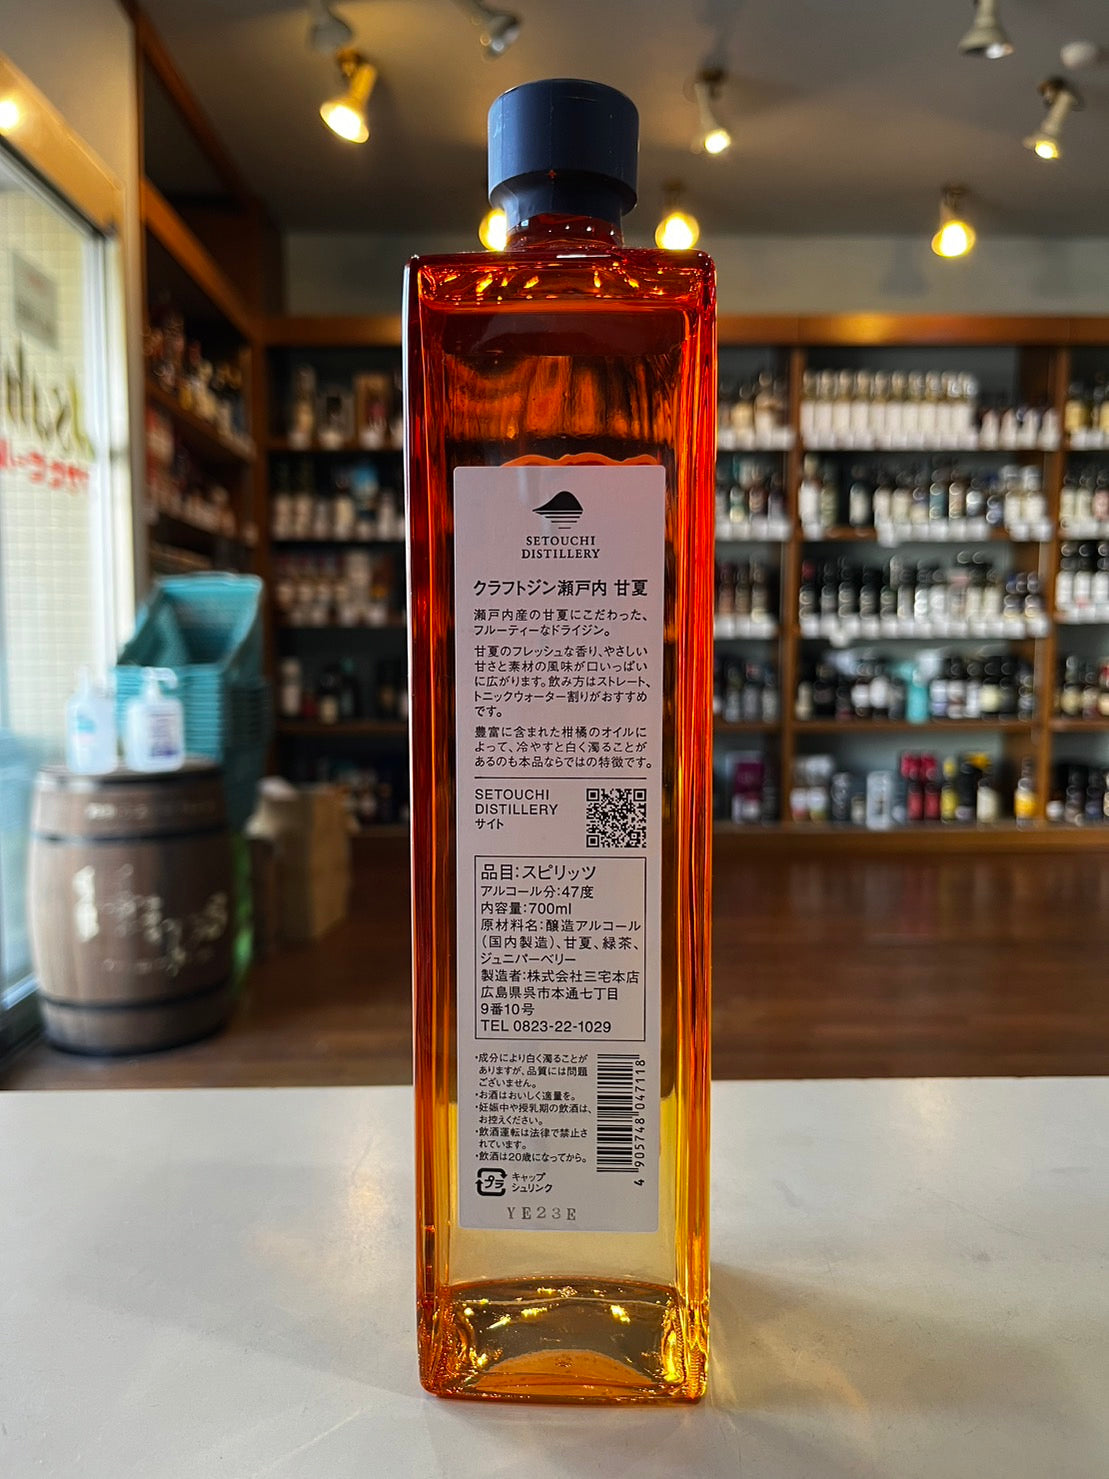 SETOUCHI
DISTILLERY
クラフトジン瀬戸内 甘夏
瀬戸内産の甘夏にこだわった、
フルーティーなドライジン。
甘夏のフレッシュな香り、やさしい
甘さと素材の風味が口いっぱい
に広がります。飲み方はストレート、
トニックウォーター割りがおすすめ
です。
豊富に含まれた柑橘のオイルに
よって、冷やすと白く濁ることが
あるのも本品ならではの特徴です。
SETOUCHI
DISTILLERY
サイト
品目:スピリッツ
アルコール分:47度
内容量:700ml
原材料名:醸造アルコール
(国内製造)、甘夏、緑茶、
ジュニパーベリー
製造者:株式会社三宅本店
広島県呉市本通七丁目
9番10号
TEL 0823-22-1029
・成分により白く濁ることが
ありますが、品質には問題
ございません。
・お酒はおいしく適量を。
・妊娠中や授乳期の飲酒は、
お控えください。
・飲酒運転は法律で禁止さ
れています。
・飲酒は20歳になってから。
4 905748 047118
プラ
キャップ
シュリンク
YE23E